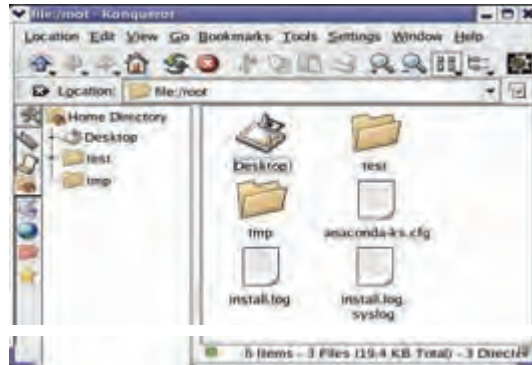 file:/root - Konqueror
Location Edit View Go Bookmarks Tools Settings Window Help
Location: file:/root
Home Directory
Desktop
test
tmp
Desktop
test
tmp
anaconda-ks.cfg
install.log
install.log.
syslog
6 Items - 3 Files (19.4 KB Total) - 3 Director